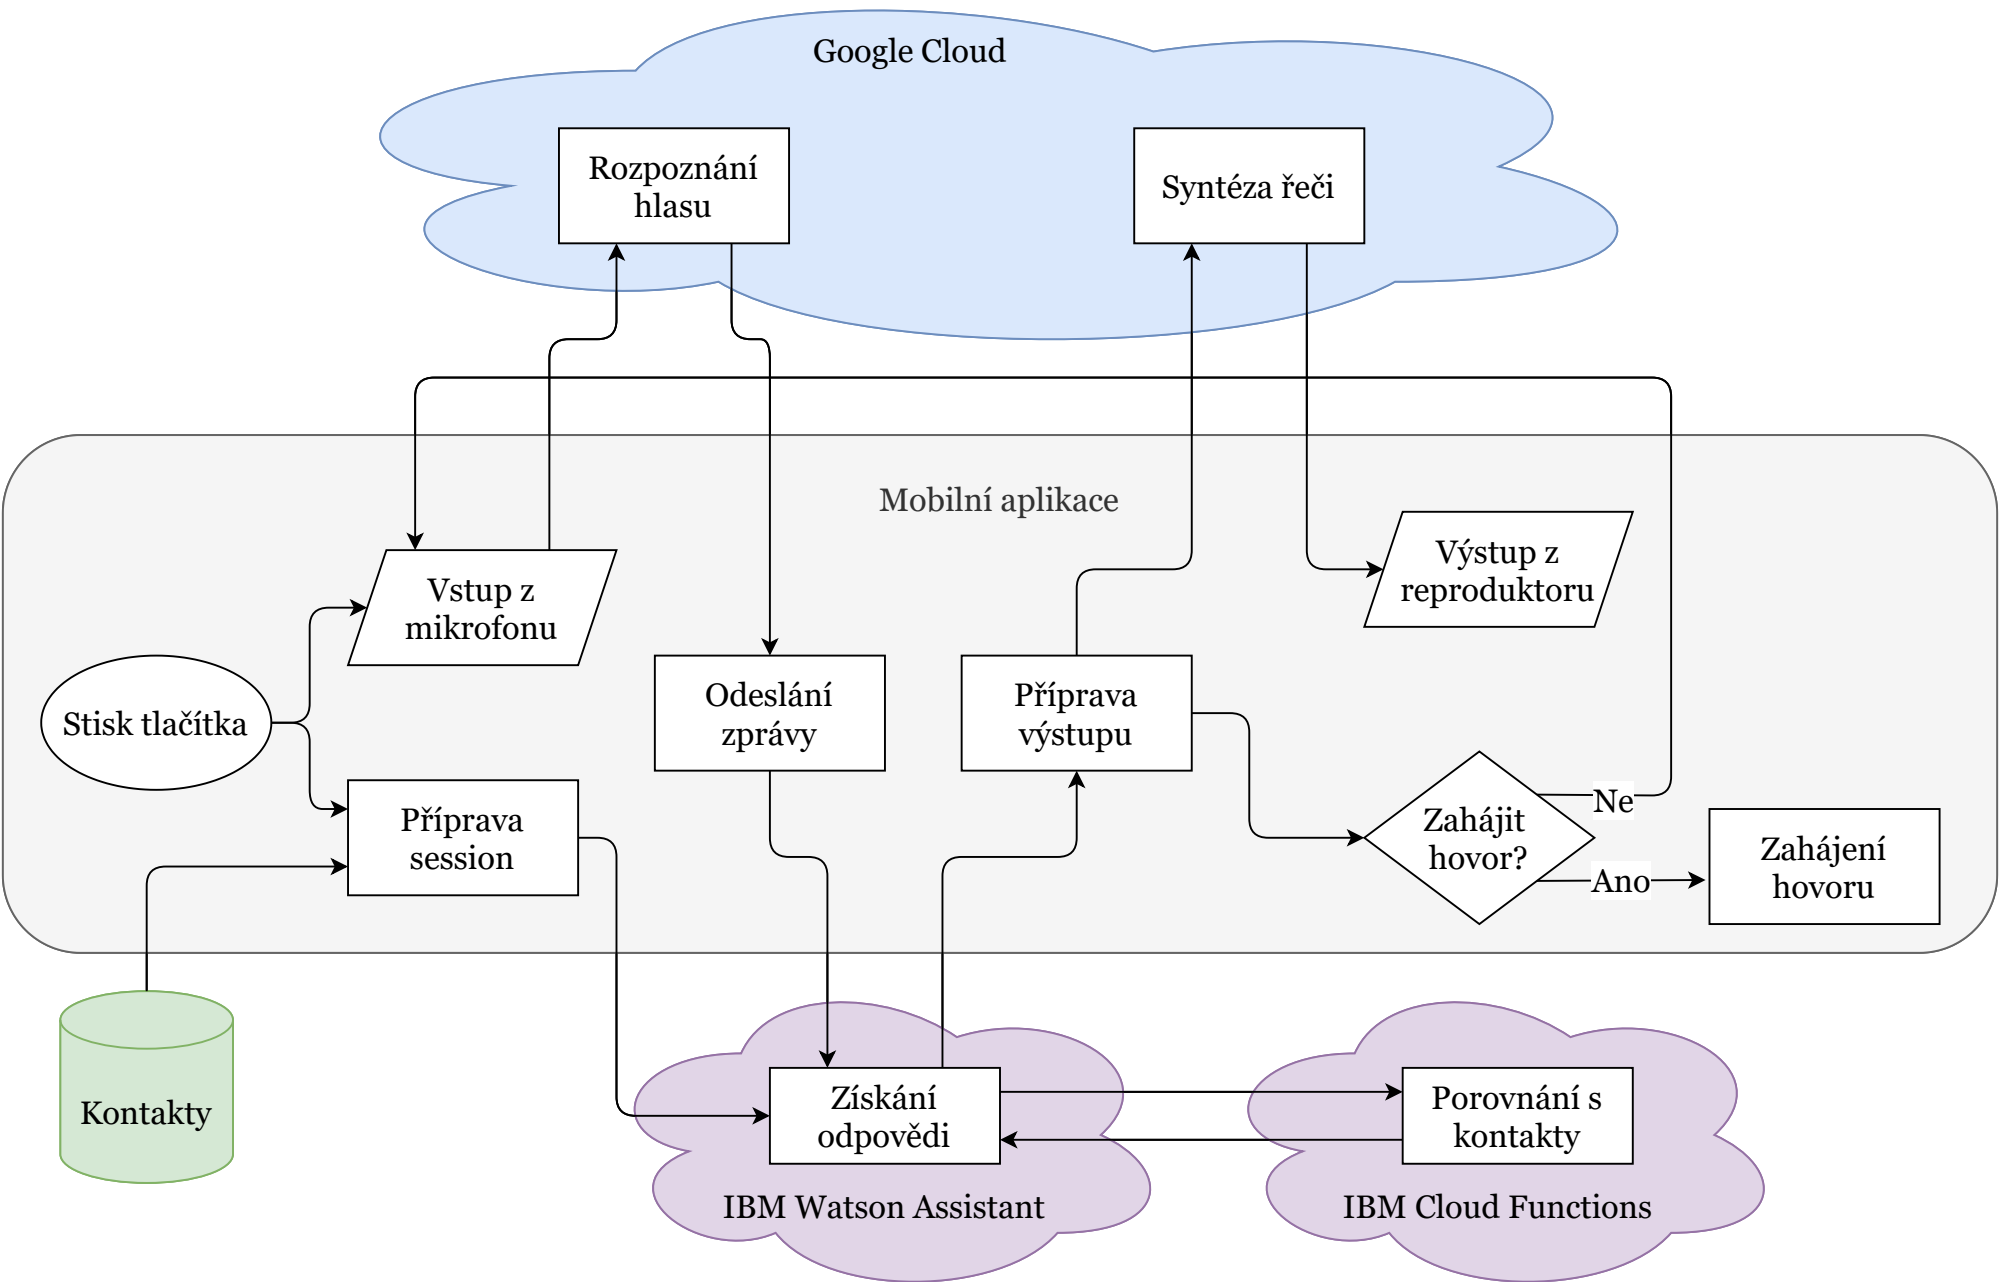 Google Cloud
Rozpoznání
hlasu
Syntéza řeči
Mobilní aplikace
Vstup z
mikrofonu
Výstup z
reproduktoru
Stisk tlačítka
Odeslání
zprávy
Příprava
výstupu
Příprava
session
Zahájit
hovor?
Ne
Ano
Zahájení
hovoru
Kontakty
Získání
odpovědi
IBM Watson Assistant
Porovnání s
kontakty
IBM Cloud Functions